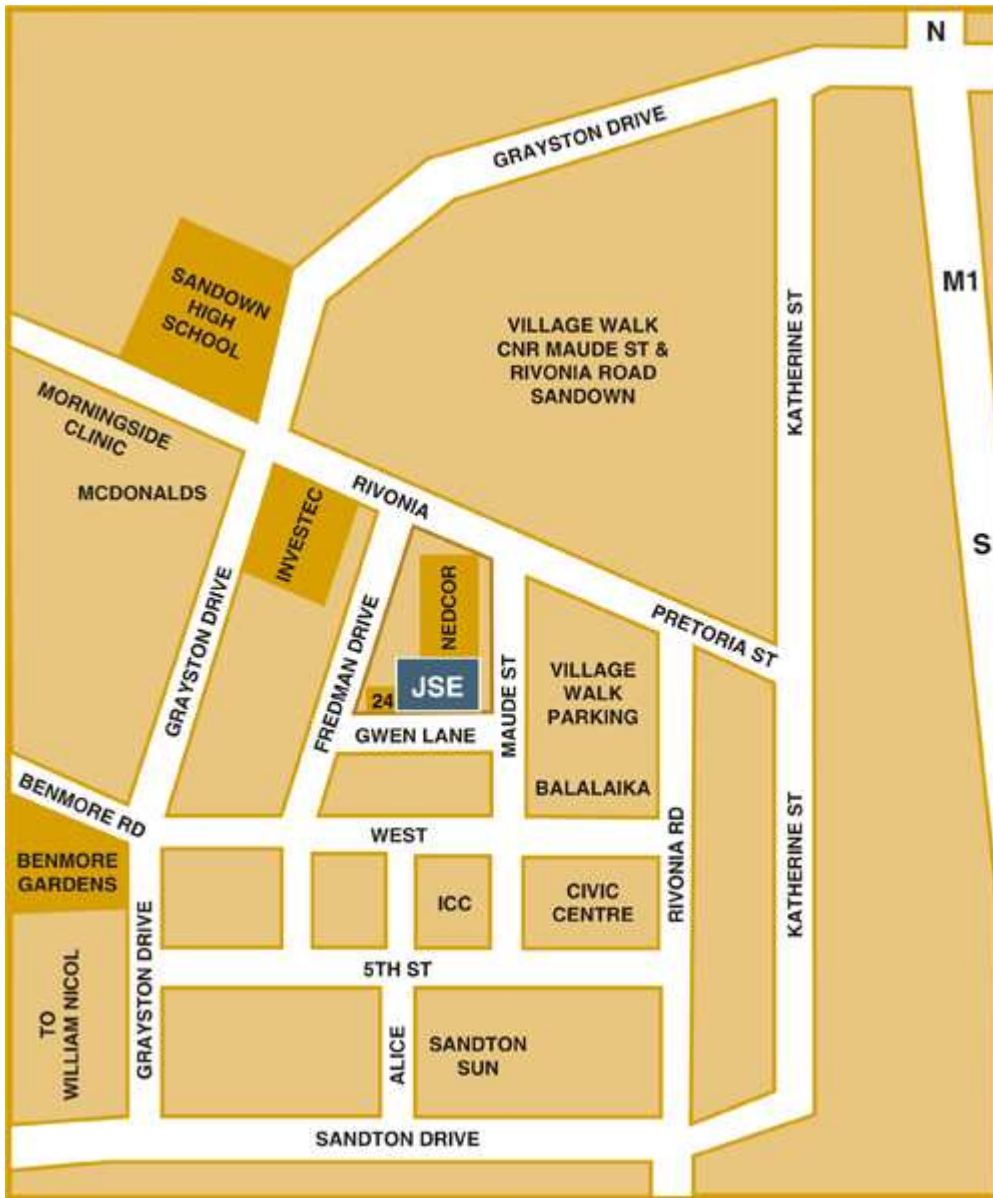 N
GRAYSTON DRIVE
M1
SANDOWN
HIGH
SCHOOL
VILLAGE WALK
CNR MAUDE ST &
RIVONIA ROAD
SANDOWN
KATHERINE ST
MORNINGSIDE
CLINIC
MCDONALDS
RIVONIA
INVESTEC
S
NEDCOR
GRAYSTON DRIVE
FREDMAN DRIVE
PRETORIA ST
JSE
24
VILLAGE
WALK
PARKING
MAUDE ST
GWEN LANE
BALALAIKA
BENMORE RD
WEST
BENMORE
GARDENS
ICC
CIVIC
CENTRE
RIVONIA RD
KATHERINE ST
GRAYSTON DRIVE
5TH ST
TO
WILLIAM NICOL
ALICE
SANDTON
SUN
SANDTON DRIVE